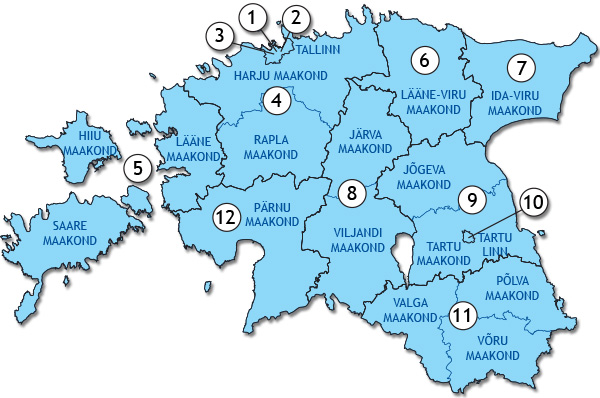 1
2
3
TALLINN
6
7
HARJU MAAKOND
4
LÄÄNE-VIRU
MAAKOND
IDA-VIRU
MAAKOND
HIIU
MAAKOND
LÄÄNE
MAAKOND
RAPLA
MAAKOND
JÄRVA
MAAKOND
5
JÕGEVA
MAAKOND
8
9
10
SAARE
MAAKOND
12
PÄRNU
MAAKOND
VILJANDI
MAAKOND
TARTU
MAAKOND
TARTU
LINN
VALGA
MAAKOND
PÕLVA
MAAKOND
11
VÕRU
MAAKOND